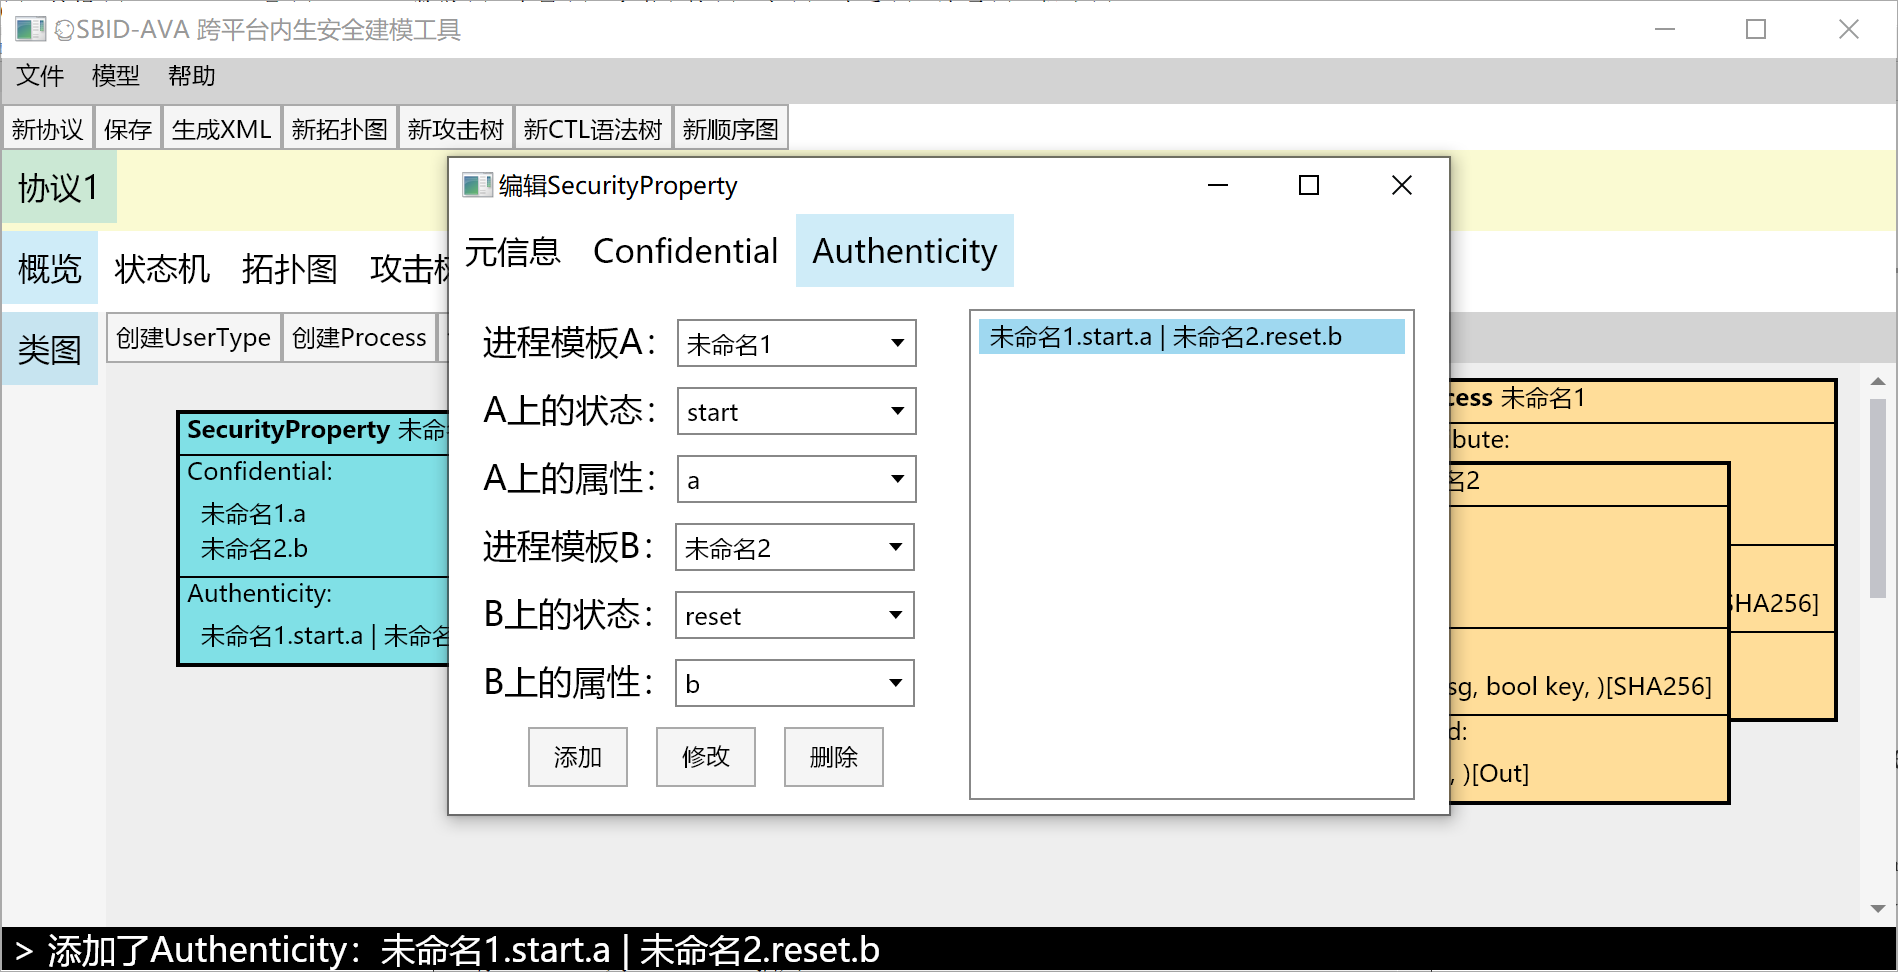 SBID-AVA 跨平台内生安全建模工具
文件 模型 帮助
新协议 保存 生成XML 新拓扑图 新攻击树 新CTL语法树 新顺序图
协议1
概览 状态机 拓扑图 攻击树
类图
创建UserType 创建Process
SecurityProperty 未命
Confidential:
未命名1.a
未命名2.b
Authenticity:
未命名1.start.a | 未命名
编辑SecurityProperty
元信息 Confidential Authenticity
进程模板A： 未命名1
A上的状态： start
A上的属性： a
进程模板B： 未命名2
B上的状态： reset
B上的属性： b
添加 修改 删除
未命名1.start.a | 未命名2.reset.b
cess 未命名1
bute:
名2
SHA256]
sg, bool key, )[SHA256]
d:
, )[Out]
> 添加了Authenticity：未命名1.start.a | 未命名2.reset.b